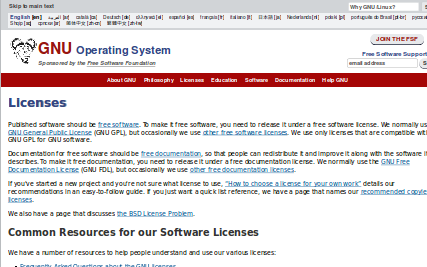 Skip to main text
Why GNU/Linux?
English [en] العربية [ar] català [ca] Deutsch [de] ελληνικά [el] español [es] français [fr] italiano [it] 日本語 [ja] Nederlands [nl] polski [pl] português do Brasil [pt-br]
Shqip [sq] српски [sr] 简体中文 [zh-cn] 繁體中文 [zh-tw]
JOIN THE FSF
GNU Operating System
Free Software Supporter
Sponsored by the Free Software Foundation
email address
About GNU Philosophy Licenses Education Software Documentation Help GNU
Licenses
Published software should be free software. To make it free software, you need to release it under a free software license. We normally us
GNU General Public License (GNU GPL), but occasionally we use other free software licenses. We use only licenses that are compatible wit
GNU GPL for GNU software.
Documentation for free software should be free documentation, so that people can redistribute it and improve it along with the software it
describes. To make it free documentation, you need to release it under a free documentation license. We normally use the GNU Free
Documentation License (GNU FDL), but occasionally we use other free documentation licenses.
If you've started a new project and you're not sure what license to use, "How to choose a license for your own work" details our
recommendations in an easy-to-follow guide. If you just want a quick list reference, we have a page that names our recommended copyle
licenses.
We also have a page that discusses the BSD License Problem.
Common Resources for our Software Licenses
We have a number of resources to help people understand and use our various licenses:
Frequently Asked Questions about the GNU licenses